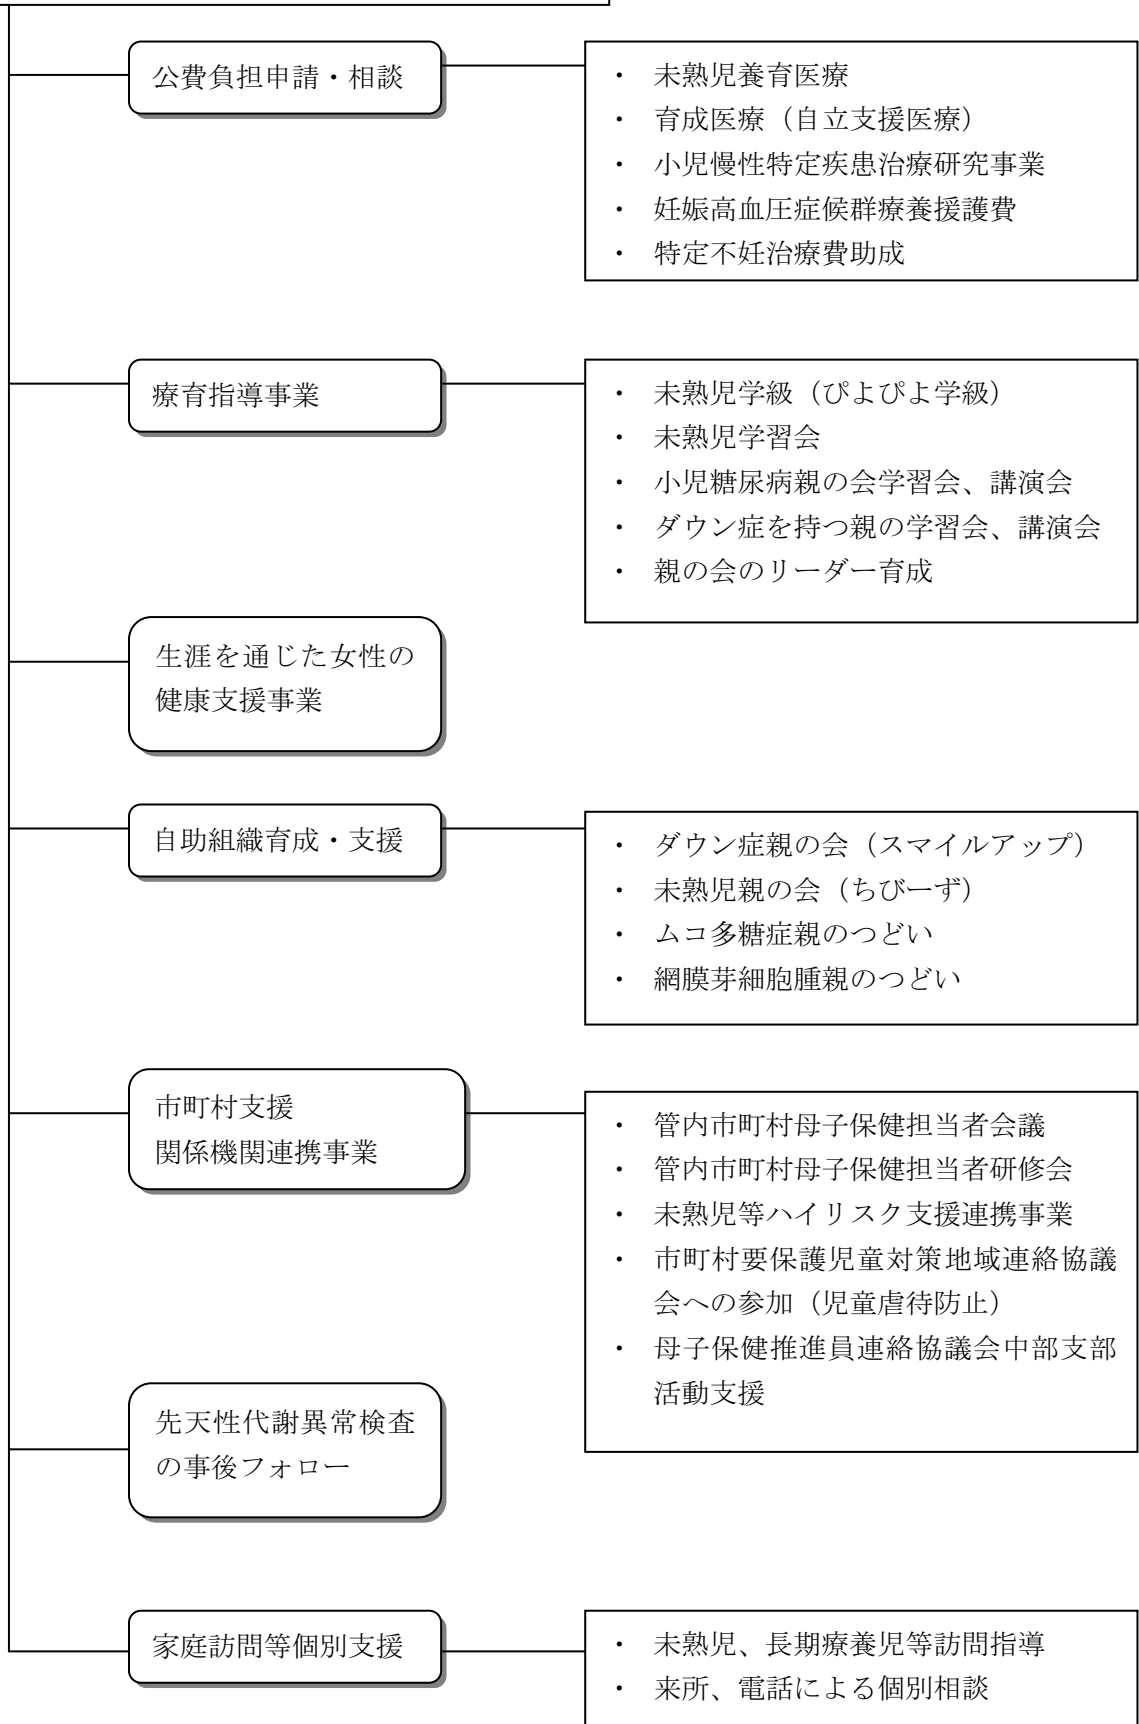 公費負担申請・相談
・ 未熟児養育医療
・ 育成医療（自立支援医療）
・ 小児慢性特定疾患治療研究事業
・ 妊娠高血圧症候群療養援護費
・ 特定不妊治療費助成
療育指導事業
・ 未熟児学級（ぴよぴよ学級）
・ 未熟児学習会
・ 小児糖尿病親の会学習会、講演会
・ ダウン症を持つ親の学習会、講演会
・ 親の会のリーダー育成
生涯を通じた女性の
健康支援事業
自助組織育成・支援
・ ダウン症親の会（スマイルアップ）
・ 未熟児親の会（ちびーず）
・ ムコ多糖症親のつどい
・ 網膜芽細胞腫親のつどい
市町村支援
関係機関連携事業
・ 管内市町村母子保健担当者会議
・ 管内市町村母子保健担当者研修会
・ 未熟児等ハイリスク支援連携事業
・ 市町村要保護児童対策地域連絡協議
会への参加（児童虐待防止）
・ 母子保健推進員連絡協議会中部支部
活動支援
先天性代謝異常検査
の事後フォロー
家庭訪問等個別支援
・ 未熟児、長期療養児等訪問指導
・ 来所、電話による個別相談